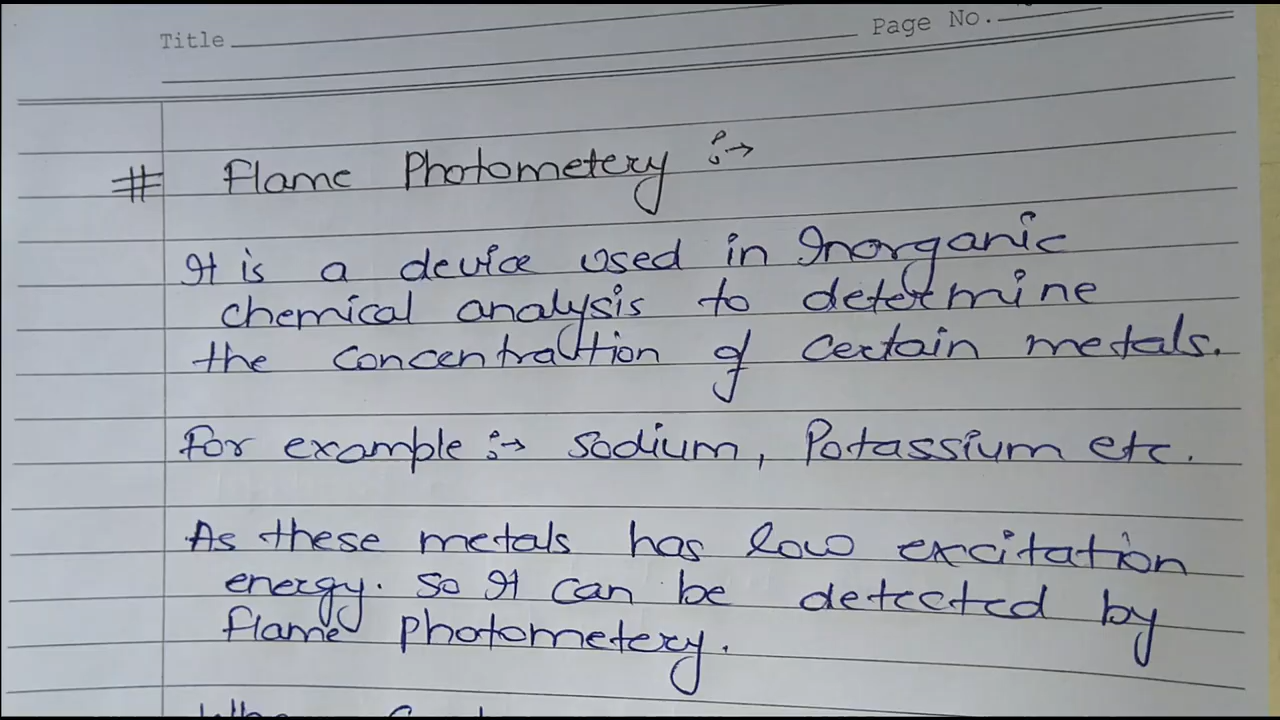 Title
Page No.
# Flame Photometery :→
It is a device used in Inorganic
chemical analysis to determine
the concentration of certain metals.
For example :→ Sodium, Potassium etc.
As these metals has low excitation
energy. So It can be detected by
flame photometery.